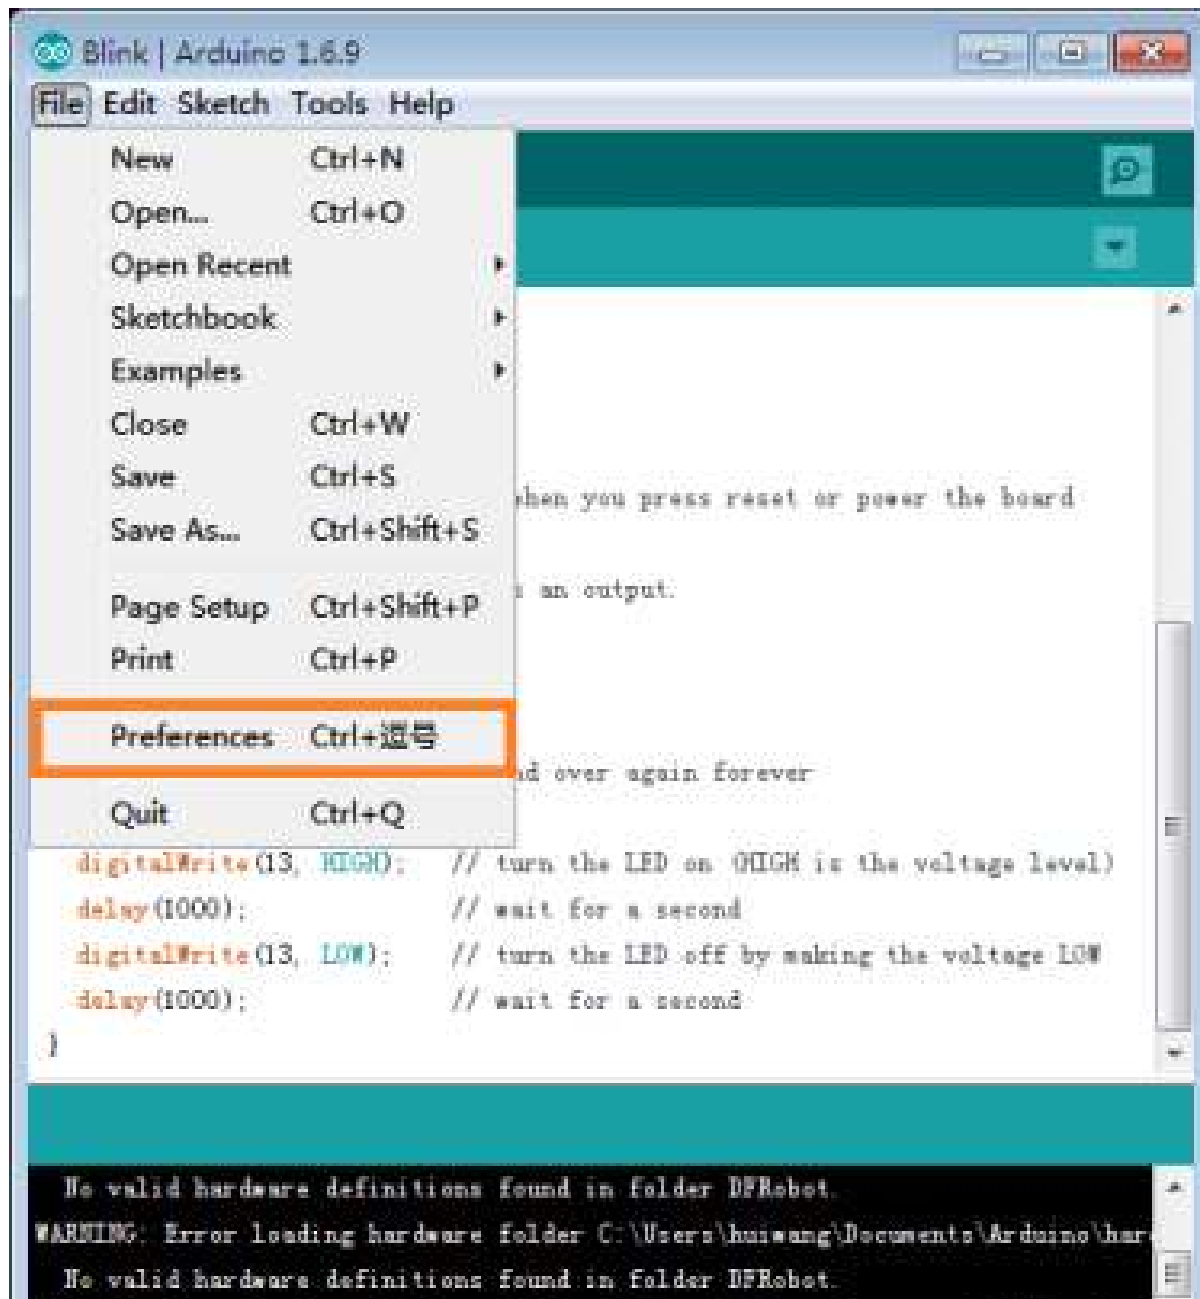 Blink | Arduino 1.6.9
File Edit Sketch Tools Help
New Ctrl+N
Open... Ctrl+O
Open Recent
Sketchbook
Examples
Close Ctrl+W
Save Ctrl+S
Save As... Ctrl+Shift+S
Page Setup Ctrl+Shift+P
Print Ctrl+P
Preferences Ctrl+逗号
Quit Ctrl+Q
when you press reset or power the board
an output.
over again forever
digitalWrite(13, HIGH); // turn the LED on (HIGH is the voltage level)
delay(1000); // wait for a second
digitalWrite(13, LOW); // turn the LED off by making the voltage LOW
delay(1000); // wait for a second
}
No valid hardware definitions found in folder DFRobot.
WARNING: Error loading hardware folder C:\Users\huiwang\Documents\Arduino\har
No valid hardware definitions found in folder DFRobot.